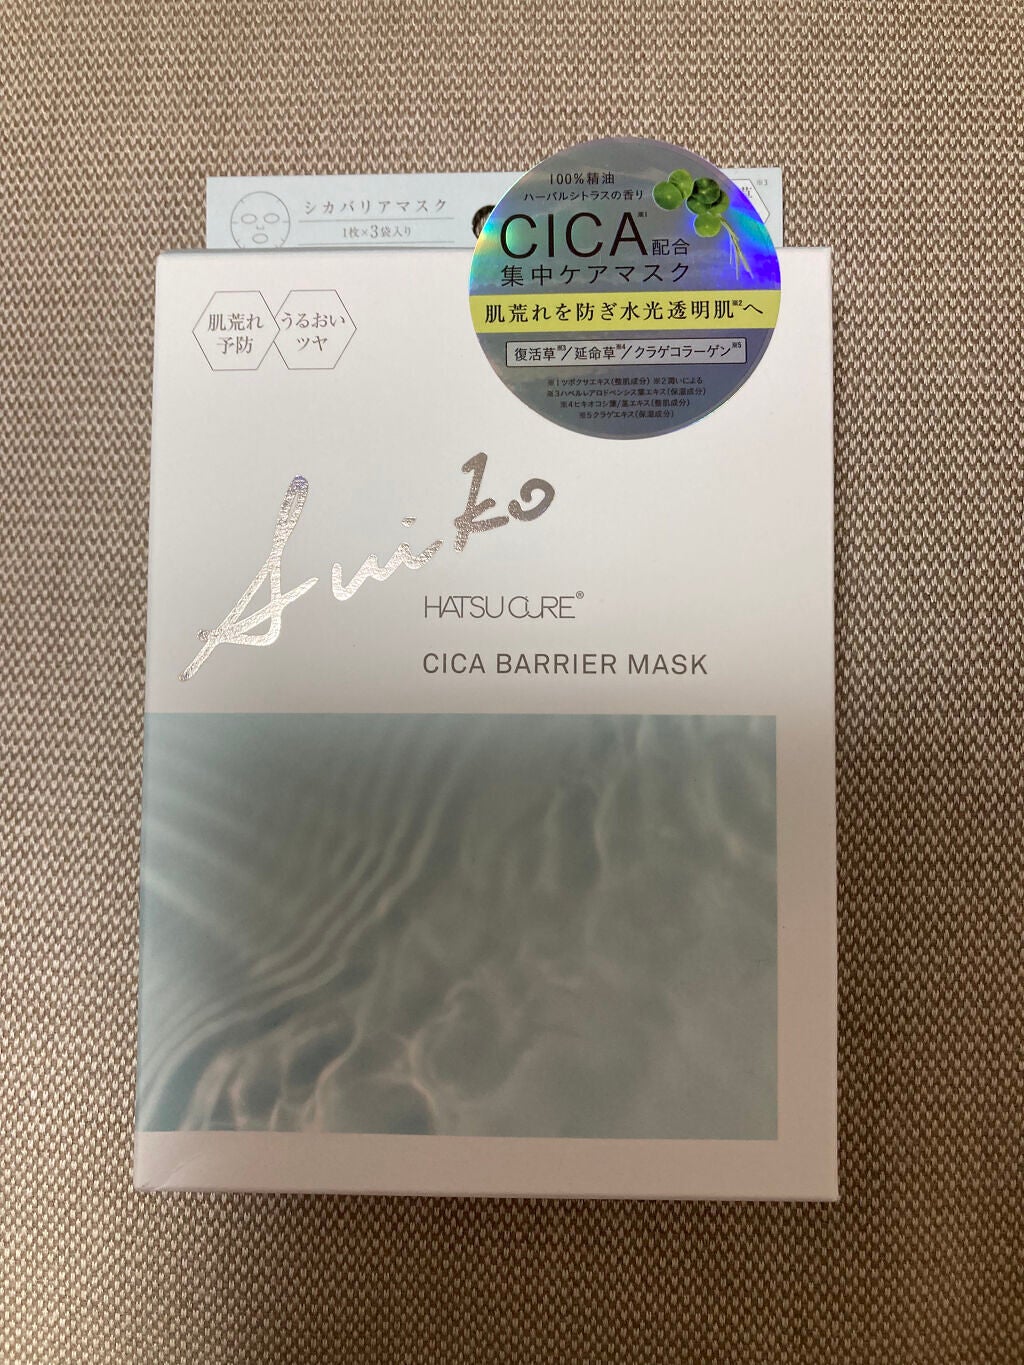 シカバリアマスク
1枚×3袋入り
※3
100%精油
ハーバルシトラスの香り
CICA※1配合
集中ケアマスク
肌荒れを防ぎ水光透明肌※2へ
復活草※3/延命草※4/クラゲコラーゲン※5
※1ツボクサエキス(整肌成分) ※2潤いによる
※3ハベルレアロドペンシス葉エキス(保湿成分)
※4ヒキオコシ葉/茎エキス(整肌成分)
※5クラゲエキス(保湿成分)
肌荒れ
予防
うるおい
ツヤ
Suiko
HATSU CURE®
CICA BARRIER MASK